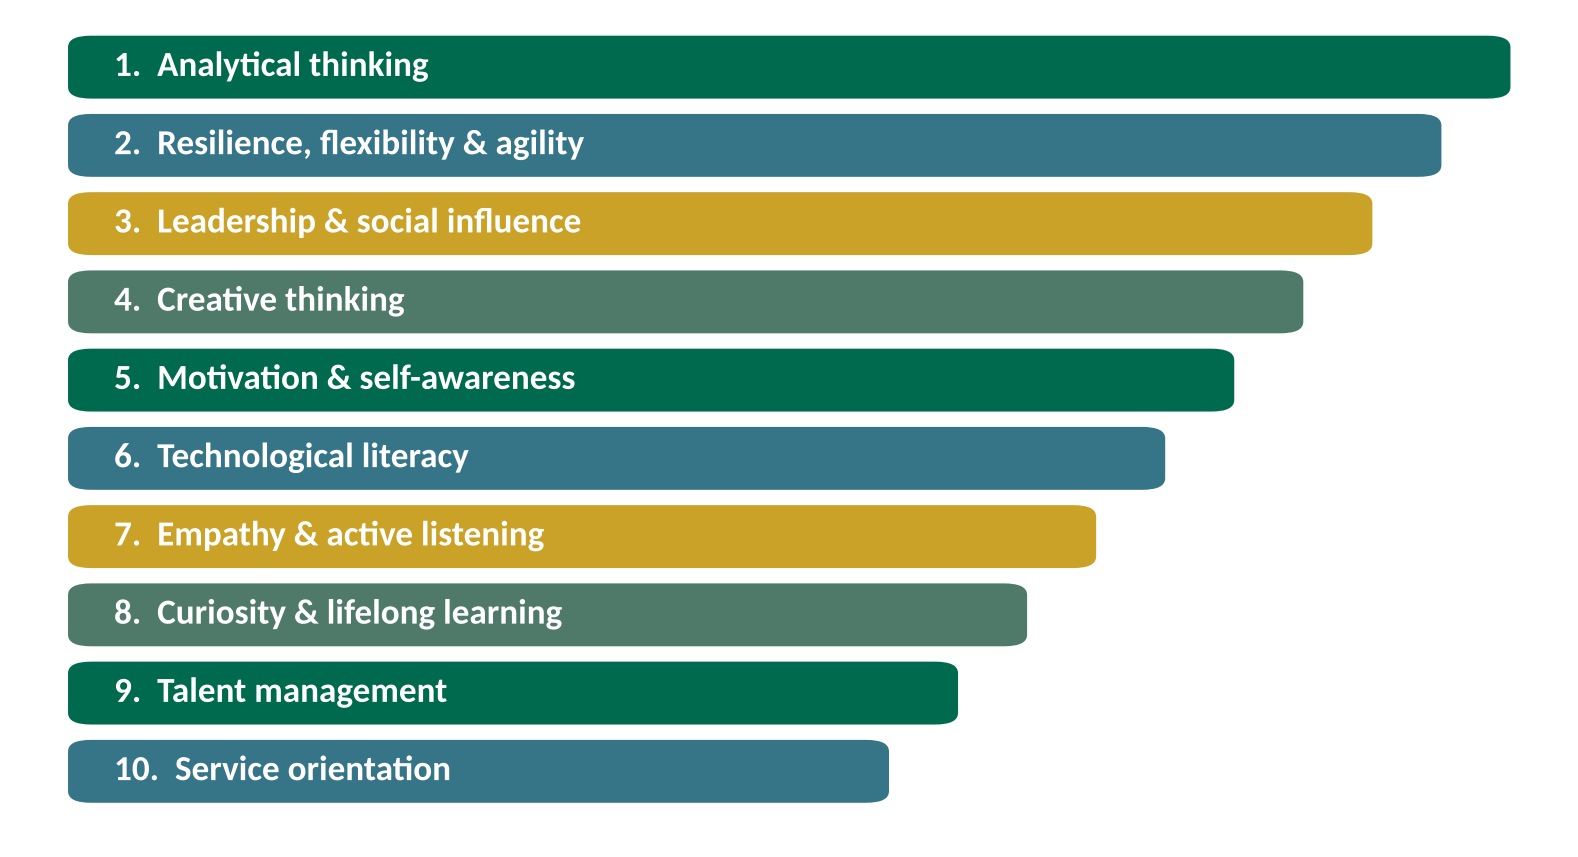 1. Analytical thinking
2. Resilience, flexibility & agility
3. Leadership & social influence
4. Creative thinking
5. Motivation & self-awareness
6. Technological literacy
7. Empathy & active listening
8. Curiosity & lifelong learning
9. Talent management
10. Service orientation